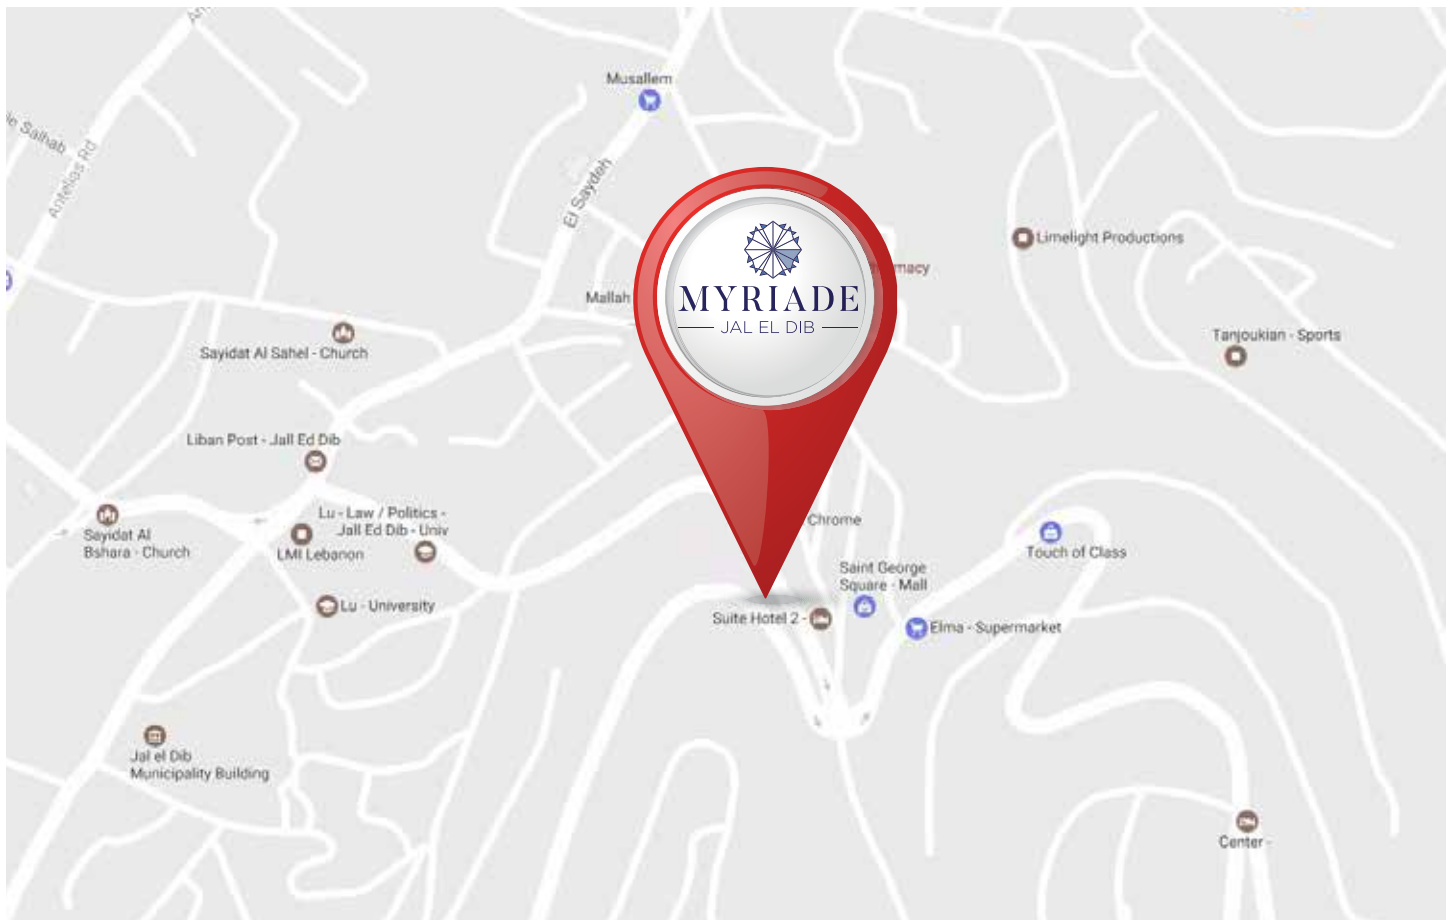 Musallem
Salhab
Antelias Rd
El Saydeh
Limelight Productions
Mallah
MYRIADE
JAL EL DIB
Tanjoukian - Sports
Sayidat Al Sahel - Church
Liban Post - Jall Ed Dib
Lu - Law / Politics -
Jall Ed Dib - Univ
Chrome
Sayidat Al
Bshara - Church
LMI Lebanon
Touch of Class
Saint George
Square - Mall
Lu - University
Suite Hotel 2 -
Elma - Supermarket
Jal el Dib
Municipality Building
Center -